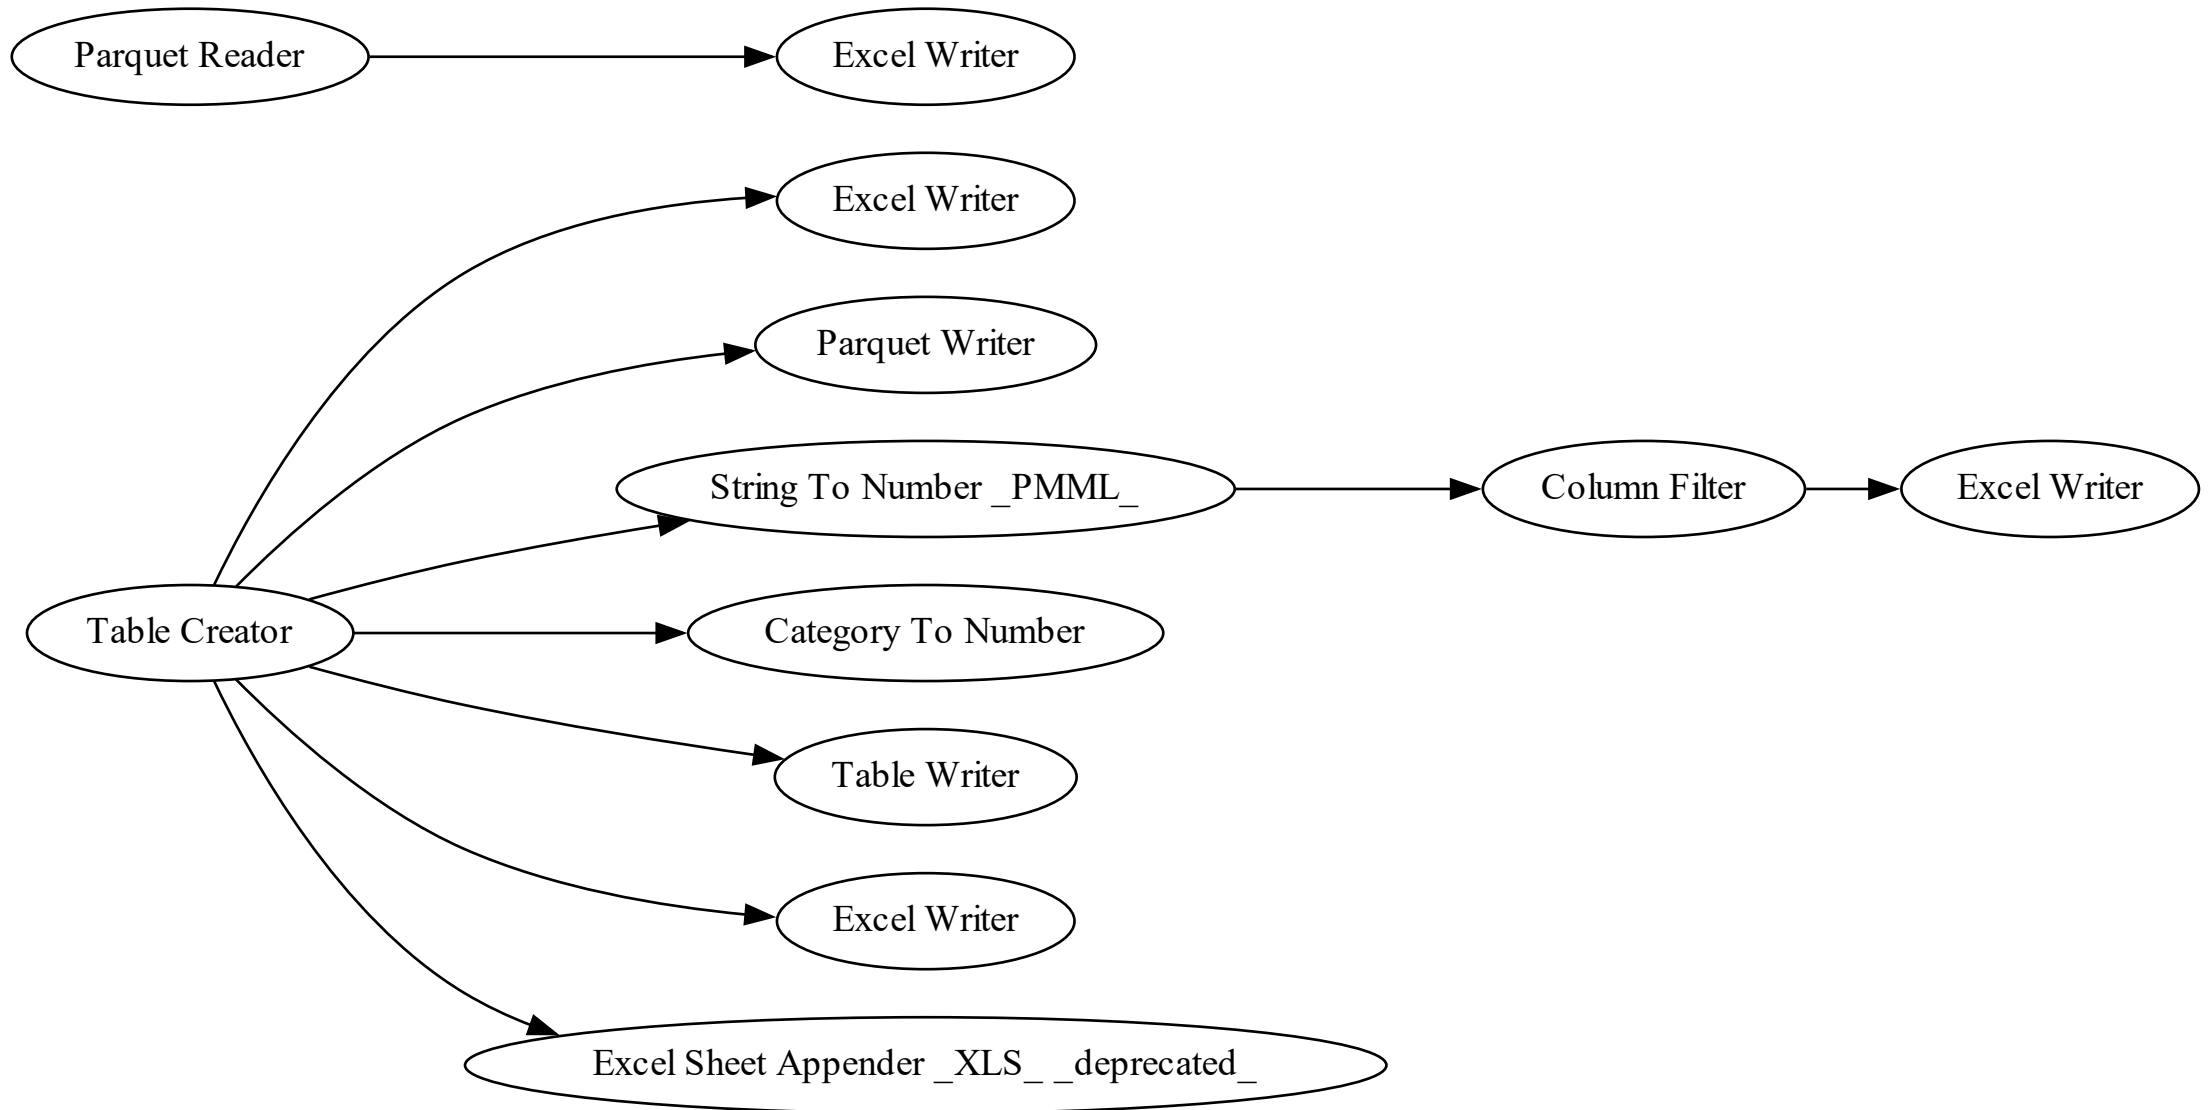 Parquet Reader
Excel Writer
Excel Writer
Parquet Writer
String To Number _PMML_
Column Filter
Excel Writer
Table Creator
Category To Number
Table Writer
Excel Writer
Excel Sheet Appender _XLS_ _deprecated_